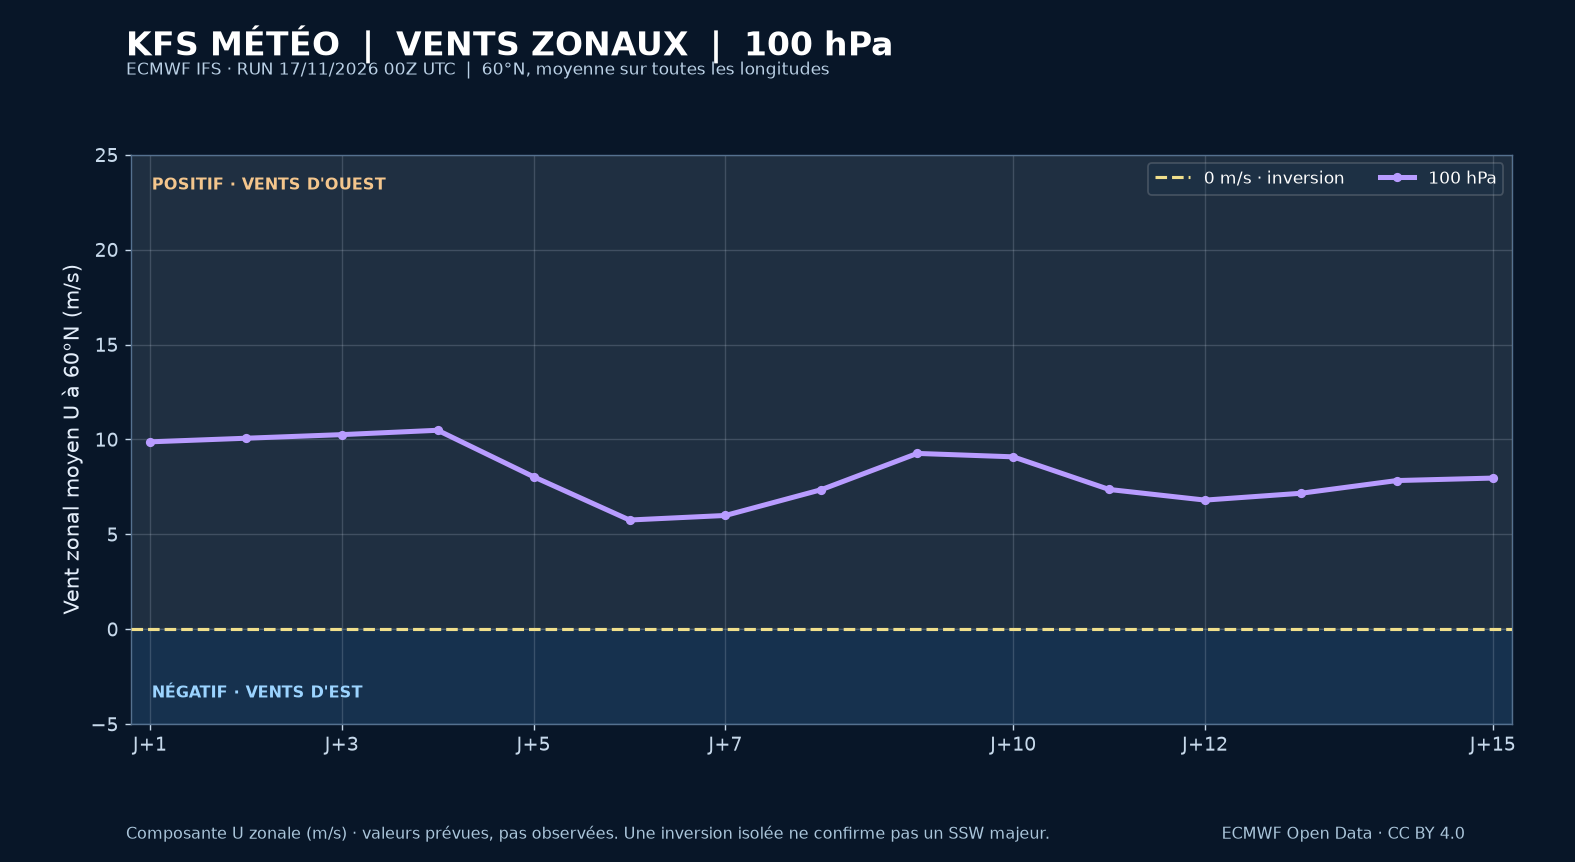 KFS MÉTÉO | VENTS ZONAUX | 100 hPa
ECMWF IFS · RUN 17/11/2026 00Z UTC | 60°N, moyenne sur toutes les longitudes
25
POSITIF · VENTS D'OUEST
0 m/s · inversion
100 hPa
20
15
10
5
0
−5
Vent zonal moyen U à 60°N (m/s)
NÉGATIF · VENTS D'EST
J+1
J+3
J+5
J+7
J+10
J+12
J+15
Composante U zonale (m/s) · valeurs prévues, pas observées. Une inversion isolée ne confirme pas un SSW majeur.
ECMWF Open Data · CC BY 4.0